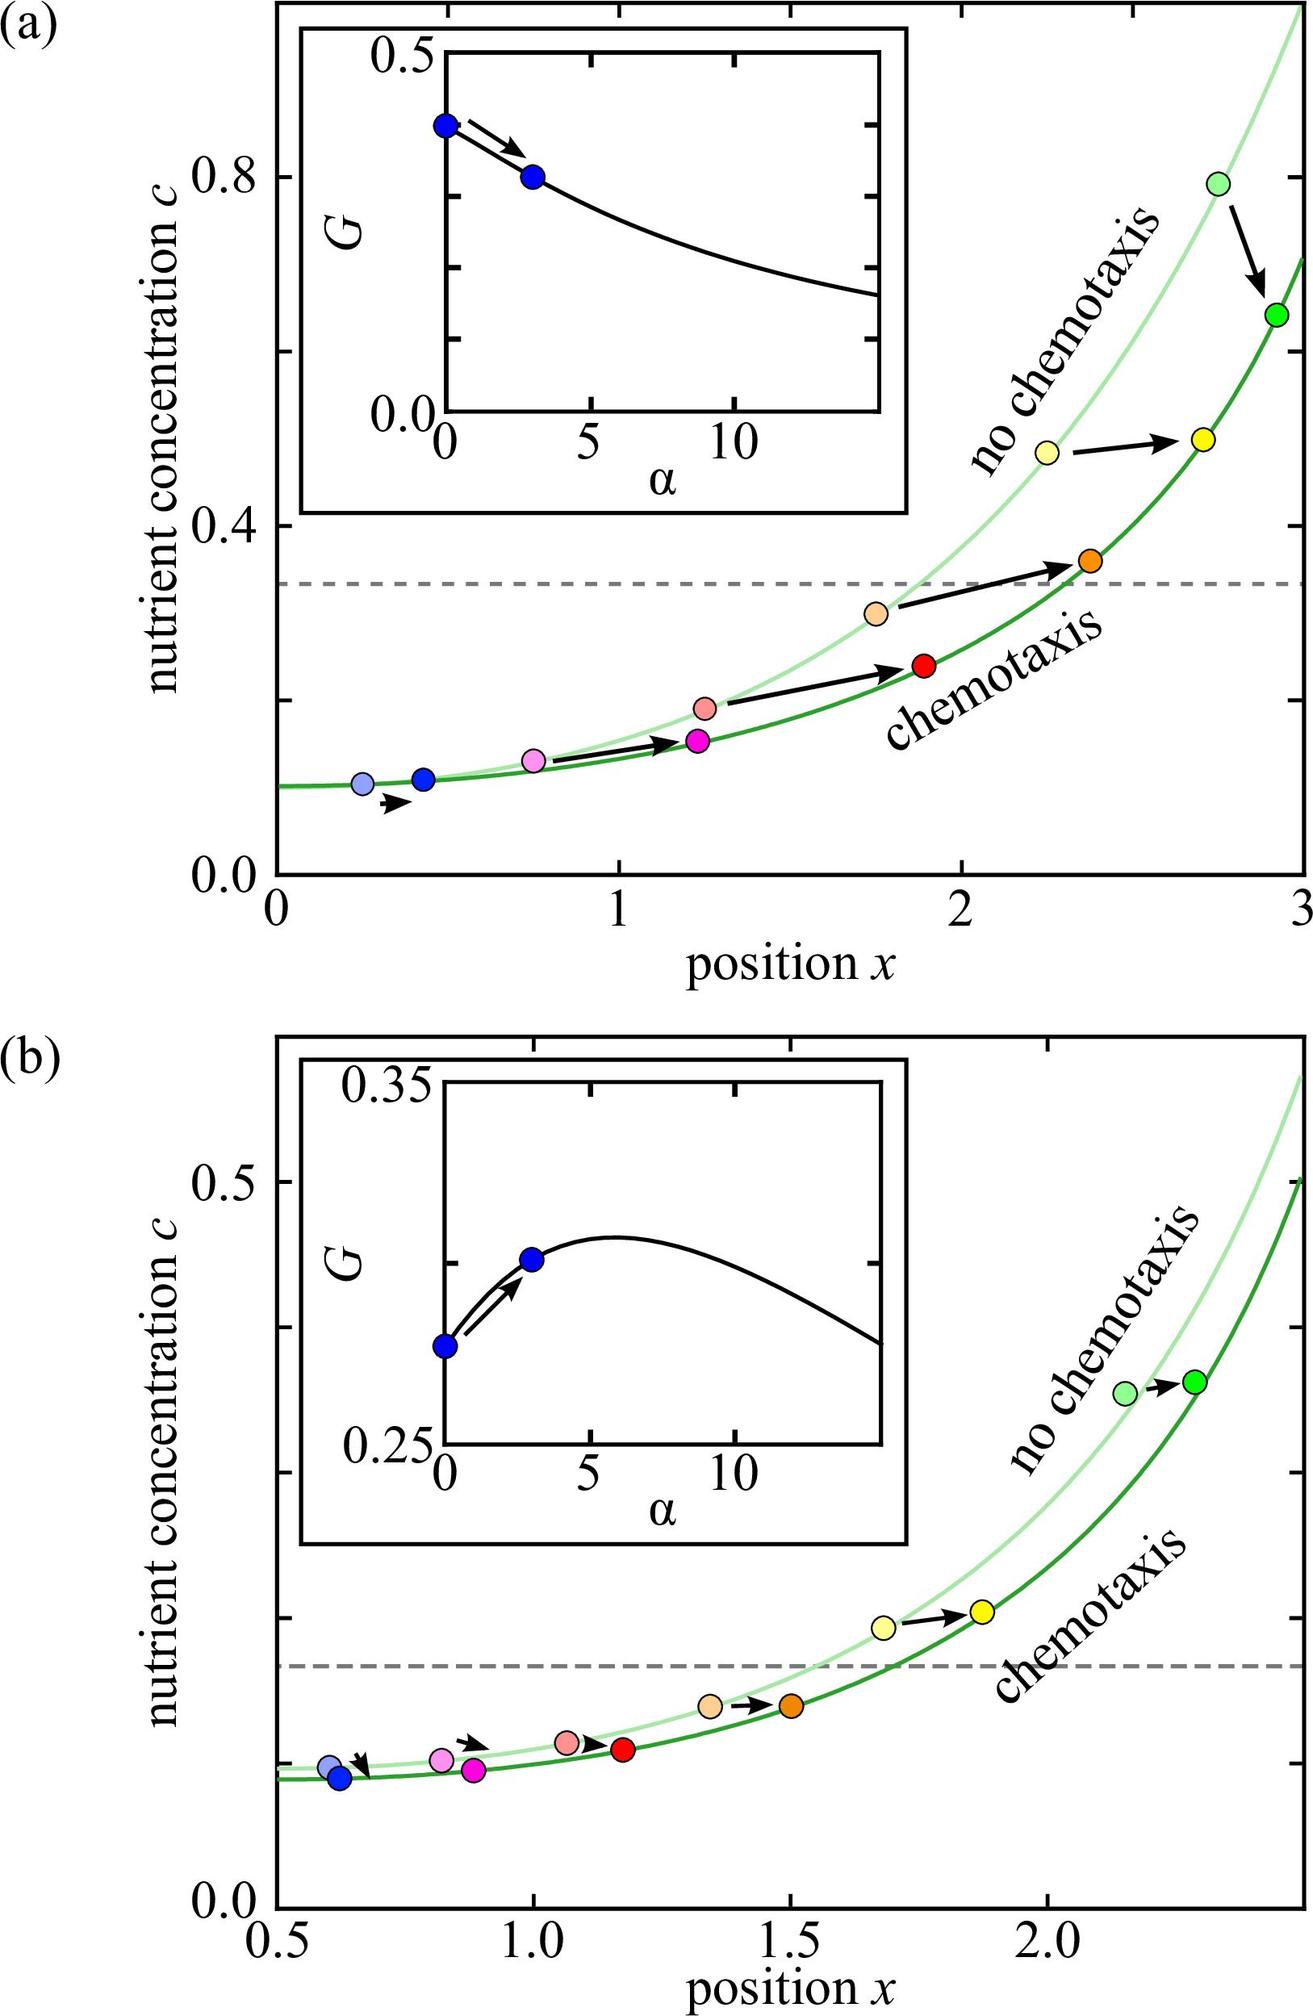 (a)
nutrient concentration c
0.8
0.4
0.0
0.5
G
0.0
0
5
10
α
no chemotaxis
chemotaxis
0
1
2
3
position x
(b)
nutrient concentration c
0.5
0.0
0.35
G
0.25
0
5
10
α
no chemotaxis
chemotaxis
0.5
1.0
1.5
2.0
position x